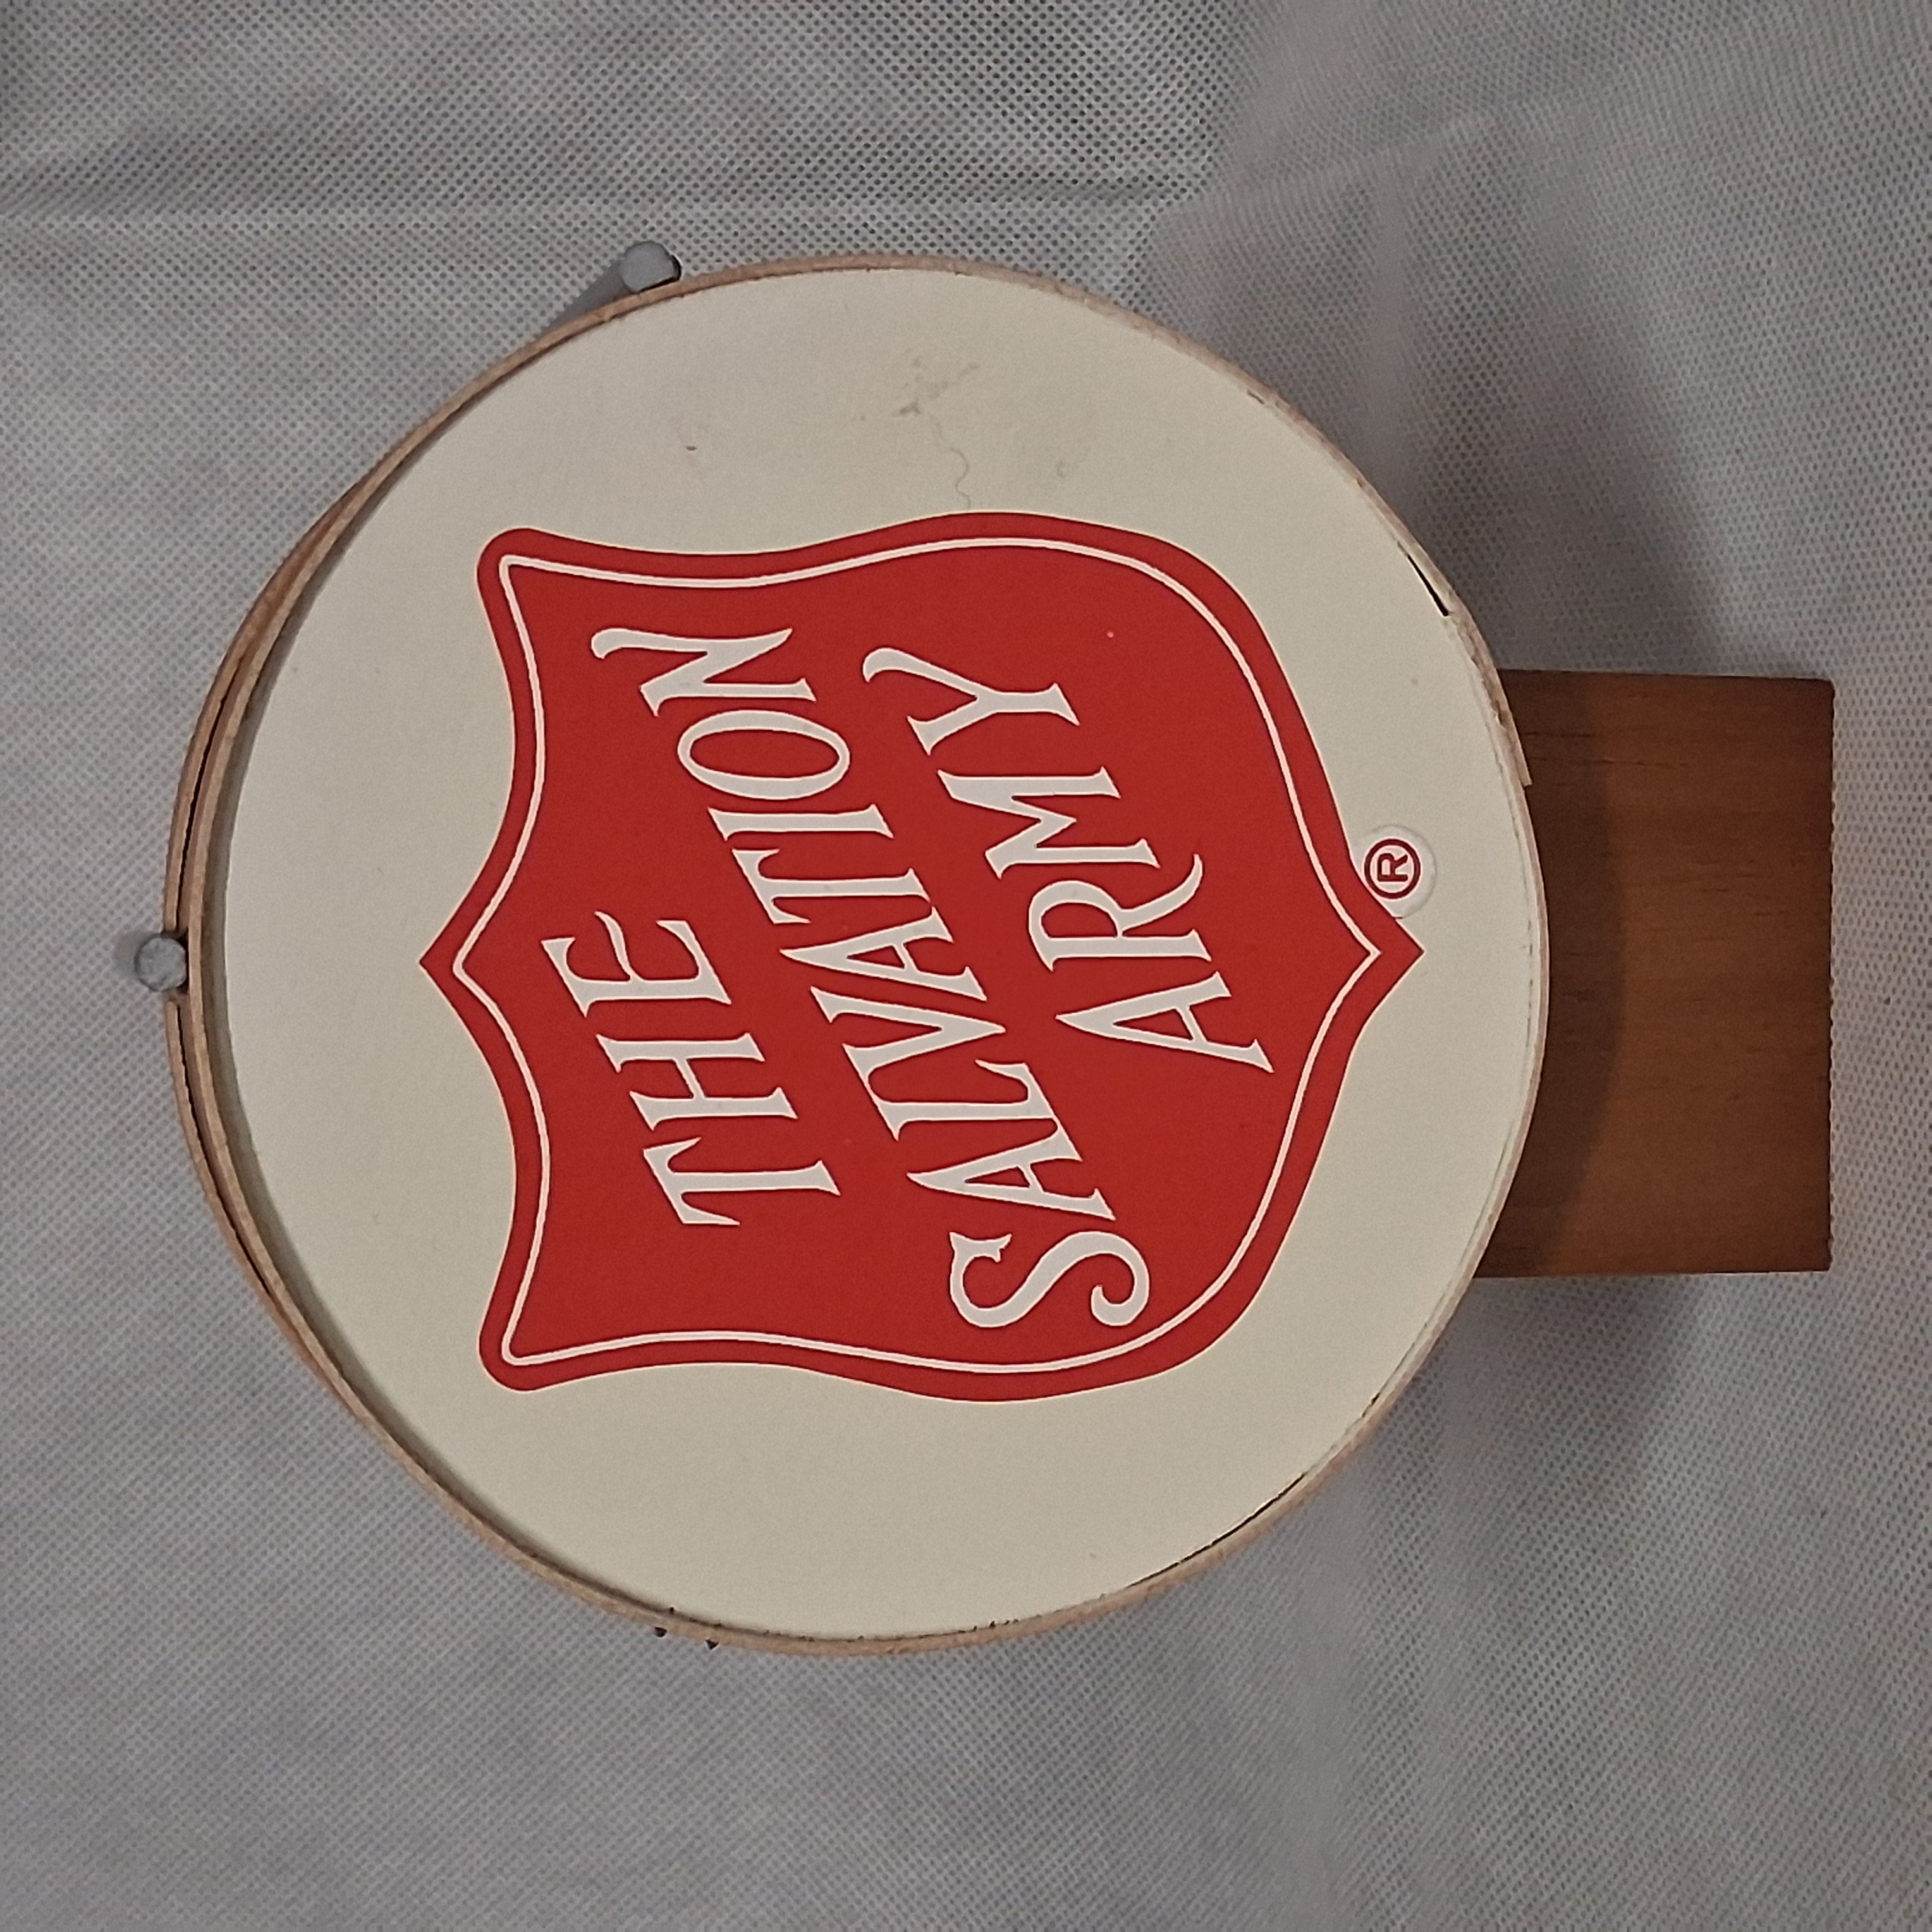 THE
SALVATION
ARMY
®